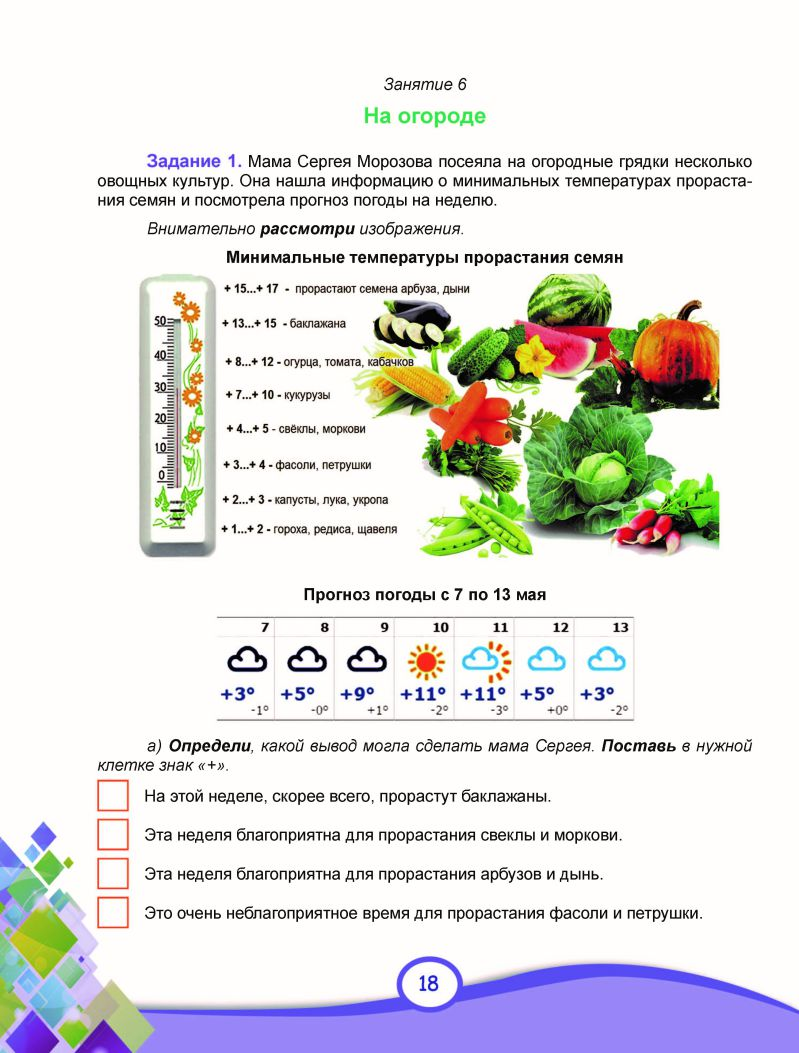 Занятие 6
На огороде
Задание 1. Мама Сергея Морозова посеяла на огородные грядки несколько
овощных культур. Она нашла информацию о минимальных температурах прораста-
ния семян и посмотрела прогноз погоды на неделю.
Внимательно рассмотри изображения.
Минимальные температуры прорастания семян
+ 15...+ 17 - прорастают семена арбуза, дыни
+ 13...+ 15 - баклажана
+ 8...+ 12 - огурца, томата, кабачков
+ 7...+ 10 - кукурузы
+ 4...+ 5 - свёклы, моркови
+ 3...+ 4 - фасоли, петрушки
+ 2...+ 3 - капусты, лука, укропа
+ 1...+ 2 - гороха, редиса, щавеля
50
40
30
20
10
0
Прогноз погоды с 7 по 13 мая
7 8 9 10 11 12 13
+3° +5° +9° +11° +11° +5° +3°
-1° -0° +1° -2° -3° +0° -2°
а) Определи, какой вывод могла сделать мама Сергея. Поставь в нужной
клетке знак «+».
На этой неделе, скорее всего, прорастут баклажаны.
Эта неделя благоприятна для прорастания свеклы и моркови.
Эта неделя благоприятна для прорастания арбузов и дынь.
Это очень неблагоприятное время для прорастания фасоли и петрушки.
18